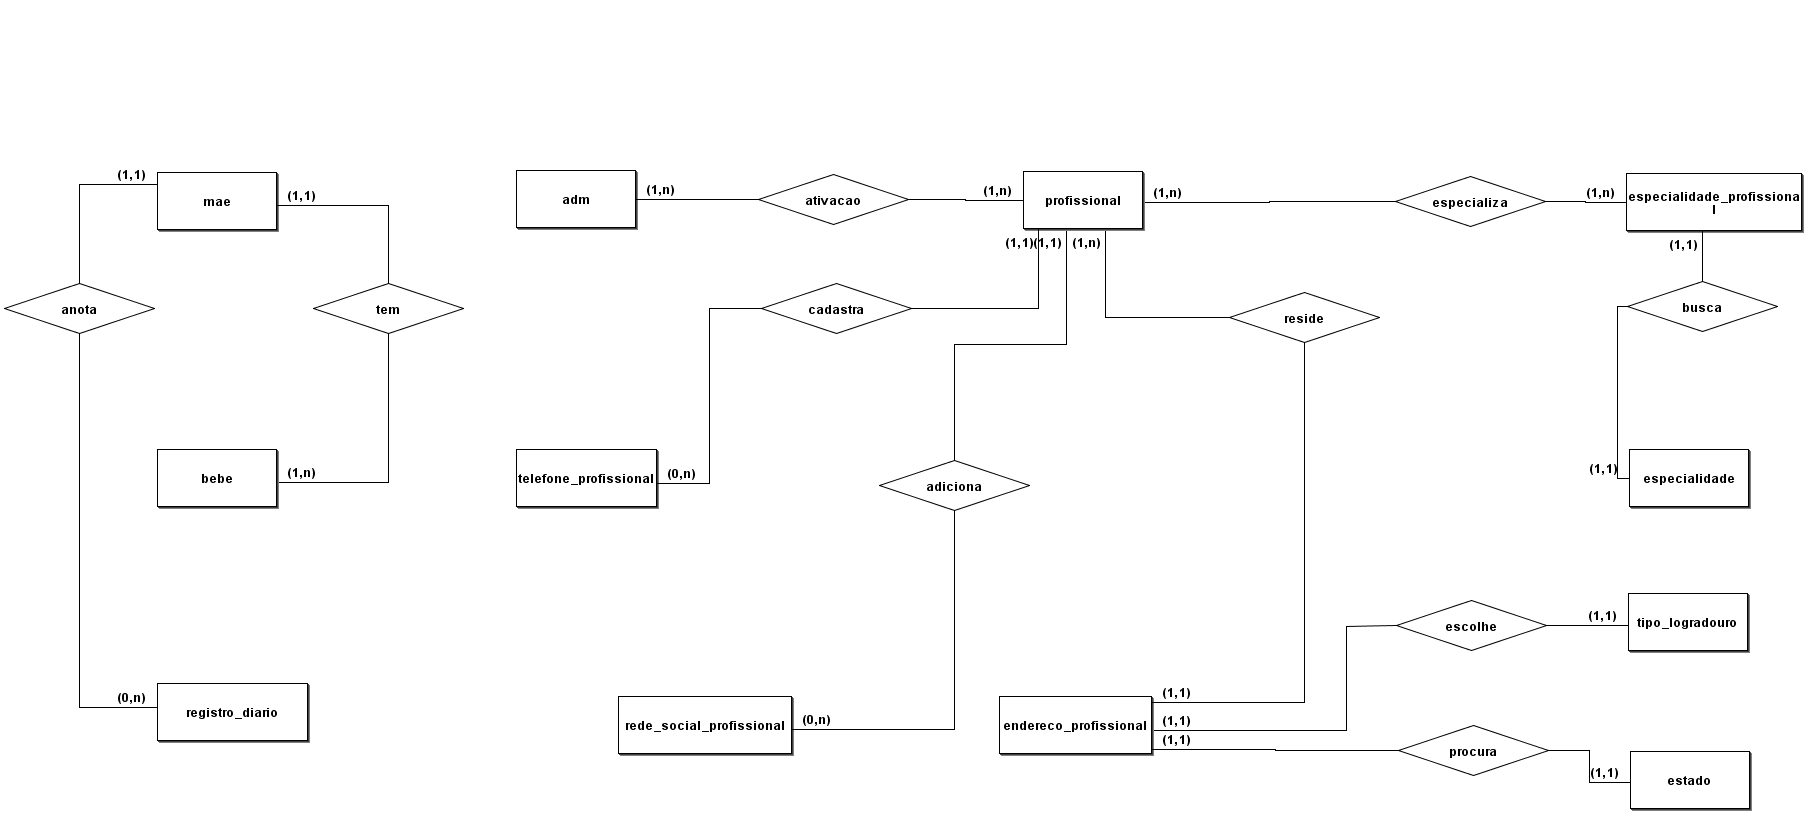 (1,1)
mae
(1,1)
adm
(1,n)
ativacao
(1,n)
profissional
(1,n)
especializa
(1,n)
especialidade_profissiona
l
(1,1)
(1,1)
(1,n)
(1,1)
anota
tem
cadastra
reside
busca
bebe
(1,n)
telefone_profissional
(0,n)
adiciona
(1,1)
especialidade
escolhe
(1,1)
tipo_logradouro
(0,n)
registro_diario
rede_social_profissional
(0,n)
endereco_profissional
(1,1)
(1,1)
(1,1)
procura
(1,1)
estado